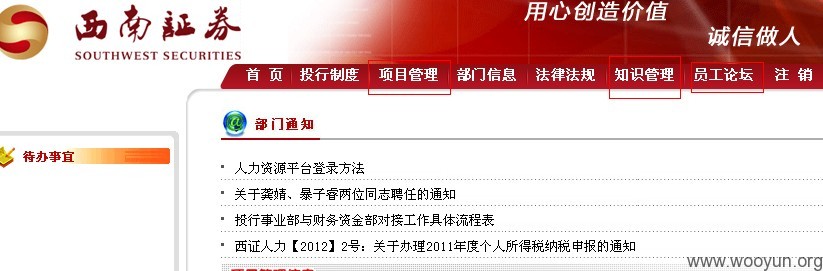 用心创造价值
西南証券
诚信做人
SOUTHWEST SECURITIES
首 页 投行制度 项目管理 部门信息 法律法规 知识管理 员工论坛 注 销
部门通知
待办事宜
人力资源平台登录方法
关于龚婧、暴子睿两位同志聘任的通知
投行事业部与财务资金部对接工作具体流程表
西证人力【2012】2号：关于办理2011年度个人所得税纳税申报的通知
www.wooyun.org